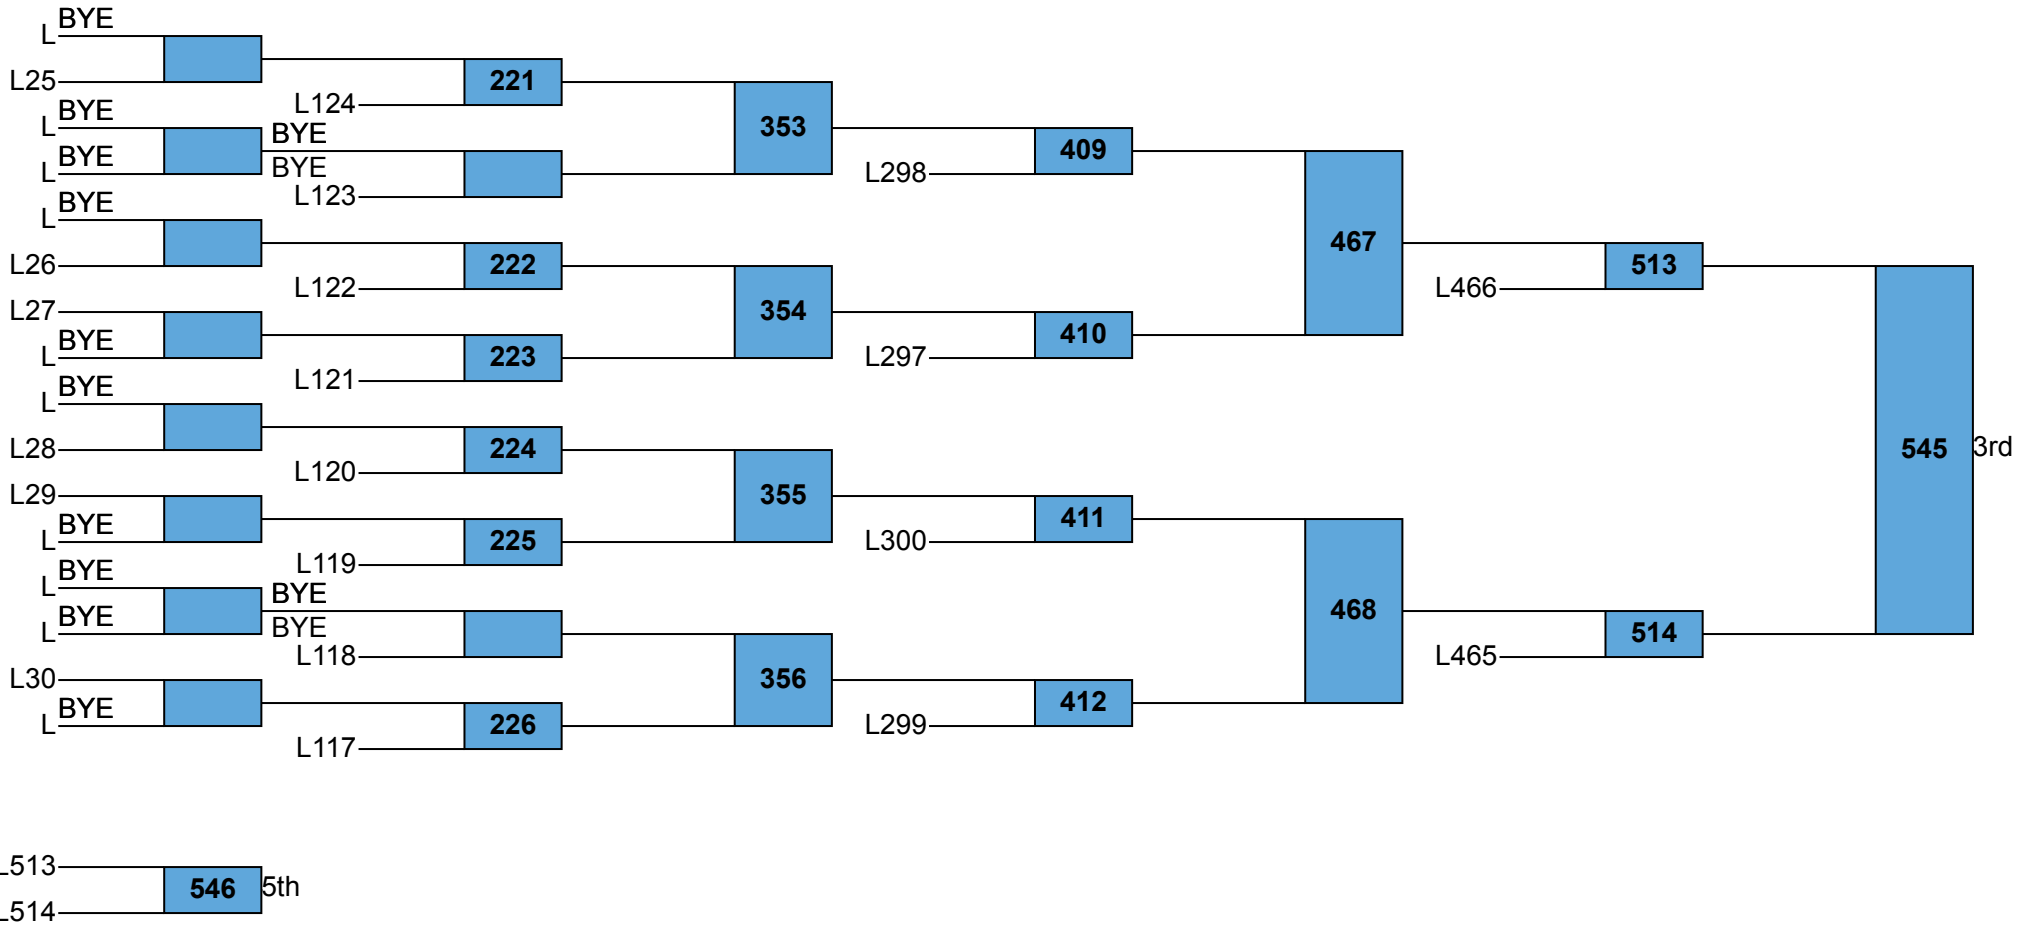 BYE
L
L25
221
L124
BYE
L
BYE
BYE
L
BYE
L123
353
409
L298
BYE
L
L26
222
L122
L27
BYE
L
223
L121
354
410
L297
467
513
L466
BYE
L
L28
224
L120
L29
BYE
L
225
L119
355
411
L300
545
3rd
BYE
L
BYE
BYE
L
BYE
L118
L30
BYE
L
226
L117
356
412
L299
468
514
L465
L513
546
5th
L514